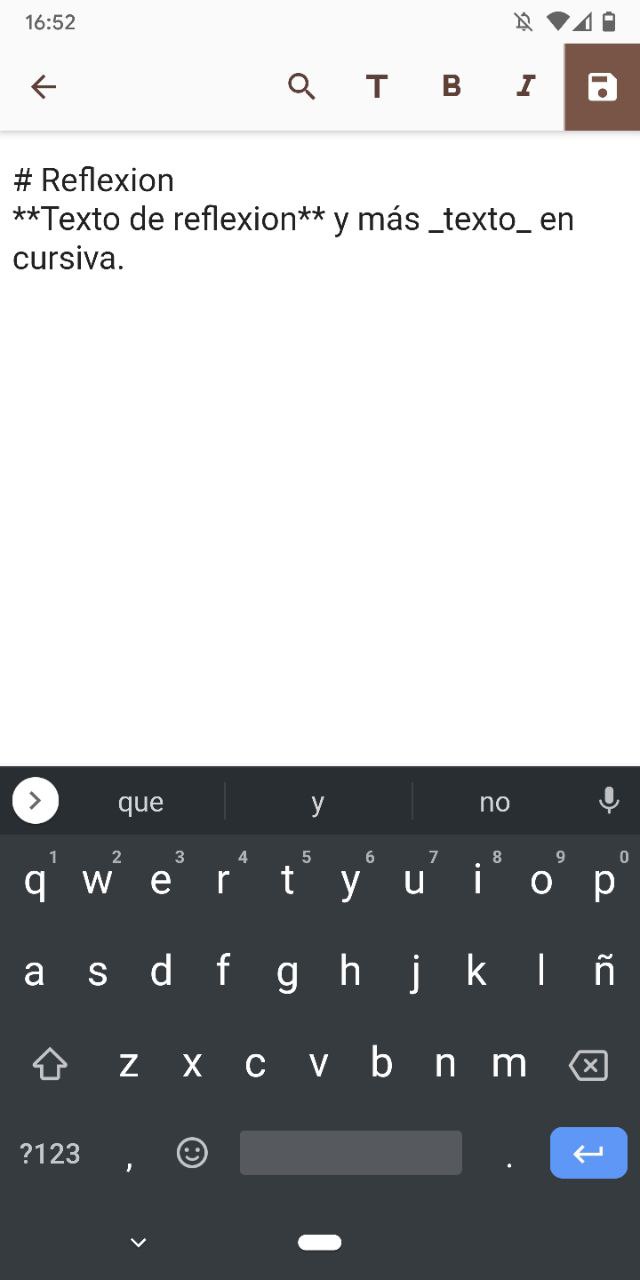 16:52
T B I
# Reflexion
**Texto de reflexion** y más _texto_ en
cursiva.
que y no
q1 w2 e3 r4 t5 y6 u7 i8 o9 p0
a s d f g h j k l ñ
z x c v b n m
?123 , .